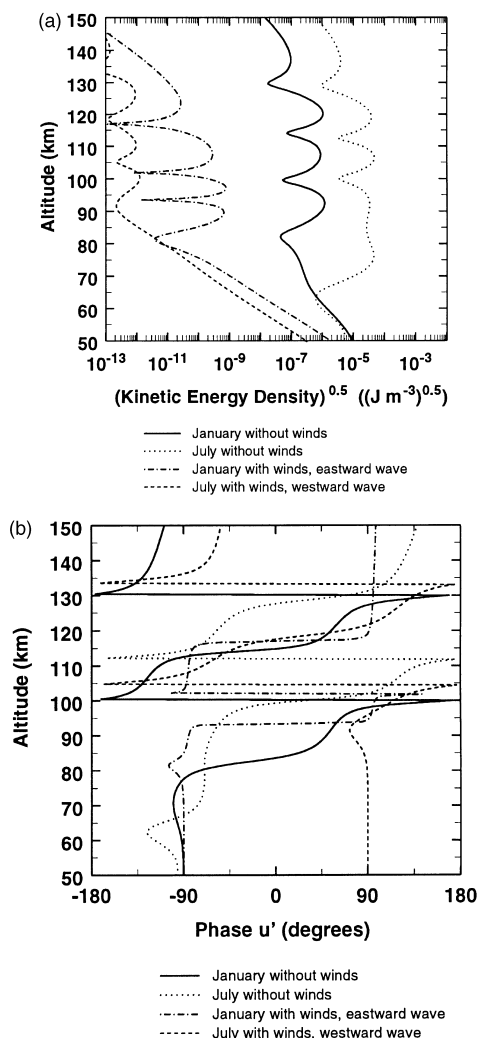 (a)
150
140
130
120
110
100
90
80
70
60
50
Altitude (km)
10-13 10-11 10-9 10-7 10-5 10-3
(Kinetic Energy Density) 0.5 ((J m-3)0.5)
January without winds
July without winds
January with winds, eastward wave
July with winds, westward wave
(b)
150
140
130
120
110
100
90
80
70
60
50
Altitude (km)
-180 -90 0 90 180
Phase u' (degrees)
January without winds
July without winds
January with winds, eastward wave
July with winds, westward wave